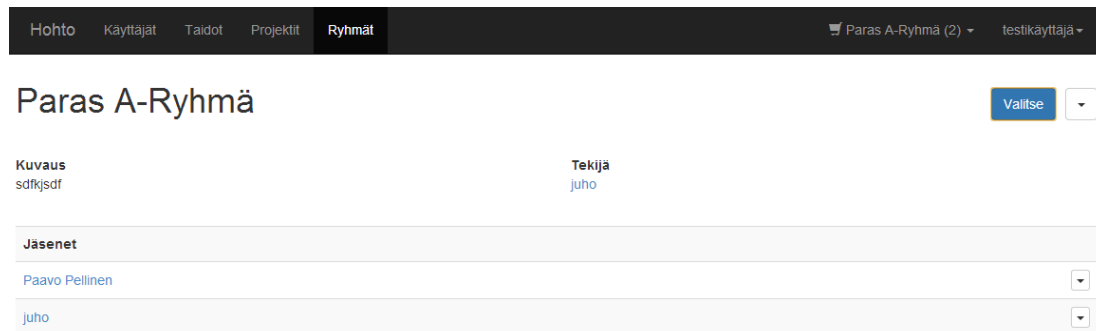 Hohto Käyttäjät Taidot Projektit Ryhmät Paras A-Ryhmä (2) testikäyttäjä
Paras A-Ryhmä Valitse
Kuvaus Tekijä
sdfkjsdf juho
Jäsenet
Paavo Pellinen
juho